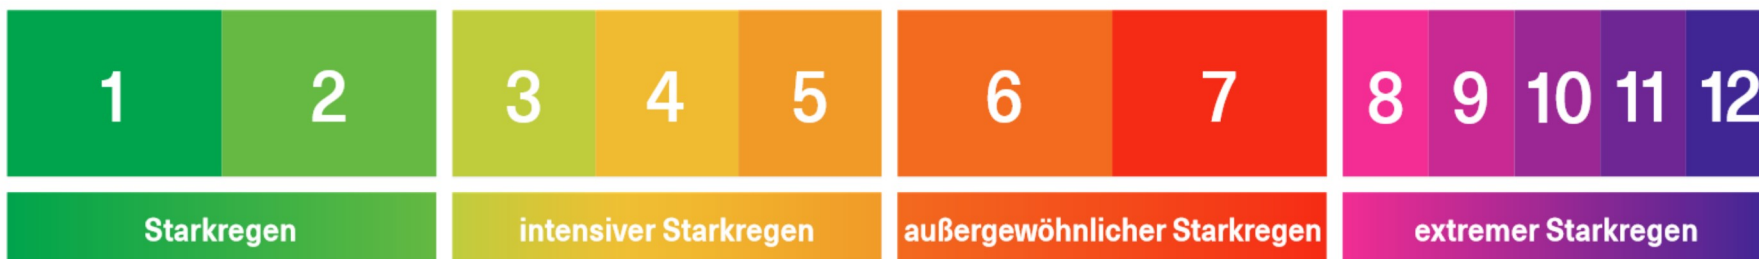 1 2 3 4 5 6 7 8 9 10 11 12
Starkregen intensiver Starkregen außergewöhnlicher Starkregen extremer Starkregen